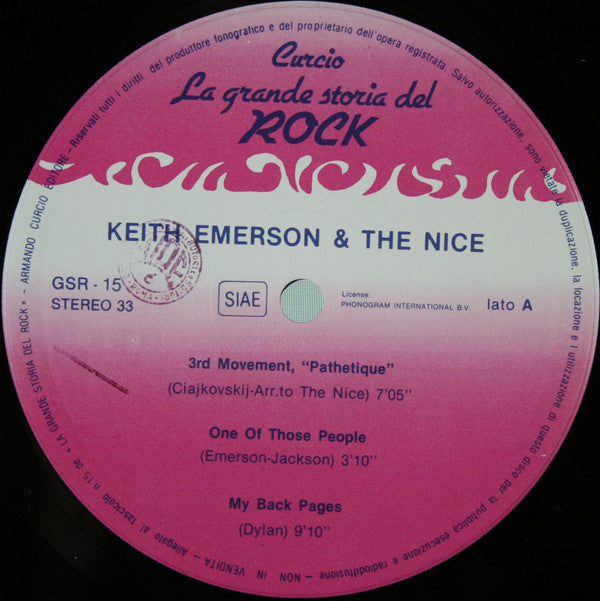 Riservati tutti i diritti del produttore fonografico e del proprietario dell'opera registrata. Salvo autorizzazione, sono vietate la duplicazione, la locazione e l'utilizzazione di questo disco per la pubblica esecuzione e radiodiffusione. - NON IN VENDITA - Allegato al fascicolo n. 15 de «LA GRANDE STORIA DEL ROCK» - ARMANDO CURCIO EDITORE -
Curcio
La grande storia del
ROCK
KEITH EMERSON & THE NICE
GSR - 15
STEREO 33
SIAE
License:
PHONOGRAM INTERNATIONAL B.V.
lato A
3rd Movement, "Pathetique"
(Ciajkovskij-Arr.to The Nice) 7'05"
One Of Those People
(Emerson-Jackson) 3'10"
My Back Pages
(Dylan) 9'10"